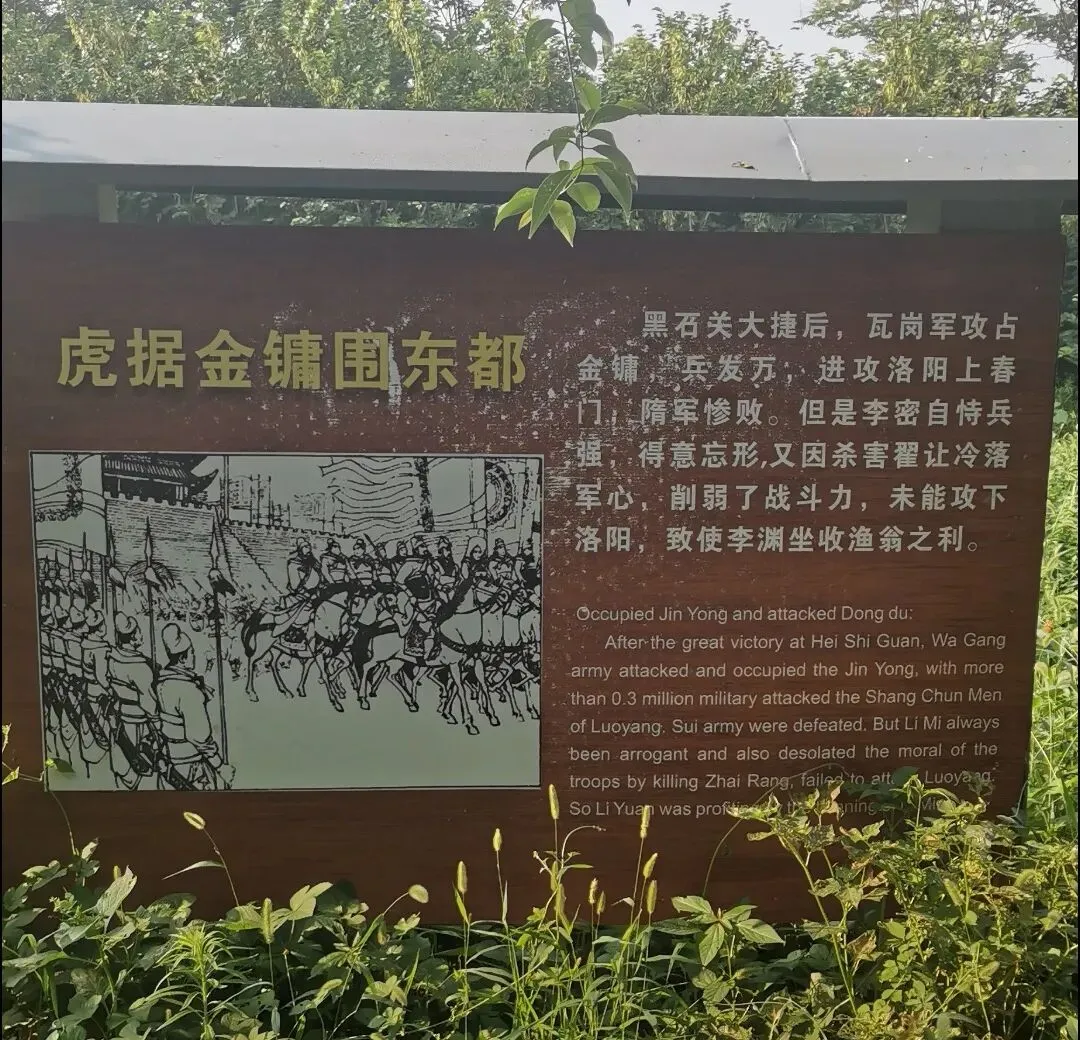 虎据金镛围东都
黑石关大捷后，瓦岗军攻占
金镛，兵发万，进攻洛阳上春
门，隋军惨败。但是李密自恃兵
强，得意忘形,又因杀害翟让冷落
军心，削弱了战斗力，未能攻下
洛阳，致使李渊坐收渔翁之利。
Occupied Jin Yong and attacked Dong du:
After the great victory at Hei Shi Guan, Wa Gang
army attacked and occupied the Jin Yong, with more
than 0.3 million military attacked the Shang Chun Men
of Luoyang. Sui army were defeated. But Li Mi always
been arrogant and also desolated the moral of the
troops by killing Zhai Rang, failed to Luoyang.
So Li Yuan was